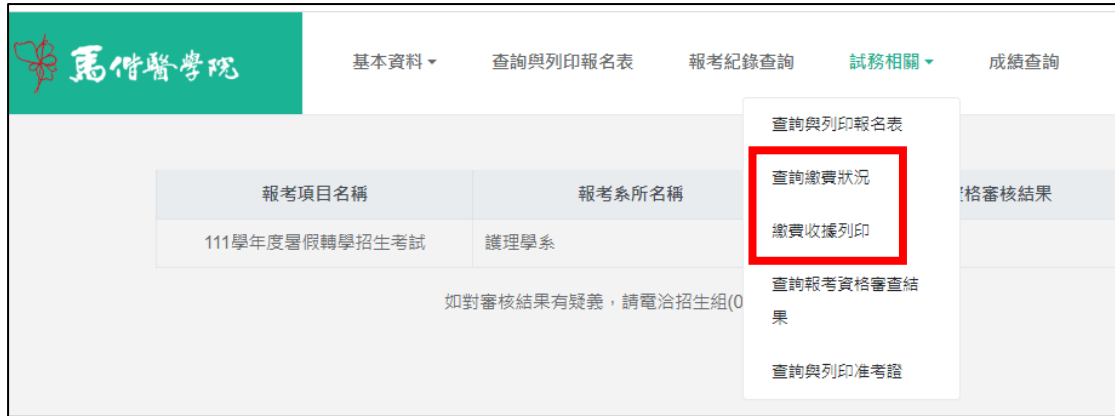 馬偕醫學院
基本資料
查詢與列印報名表
報考紀錄查詢
試務相關
成績查詢
查詢與列印報名表
查詢繳費狀況
繳費收據列印
查詢報考資格審查結
果
查詢與列印准考證
報考項目名稱
報考系所名稱
格審核結果
111學年度暑假轉學招生考試
護理學系
如對審核結果有疑義，請電洽招生組(0